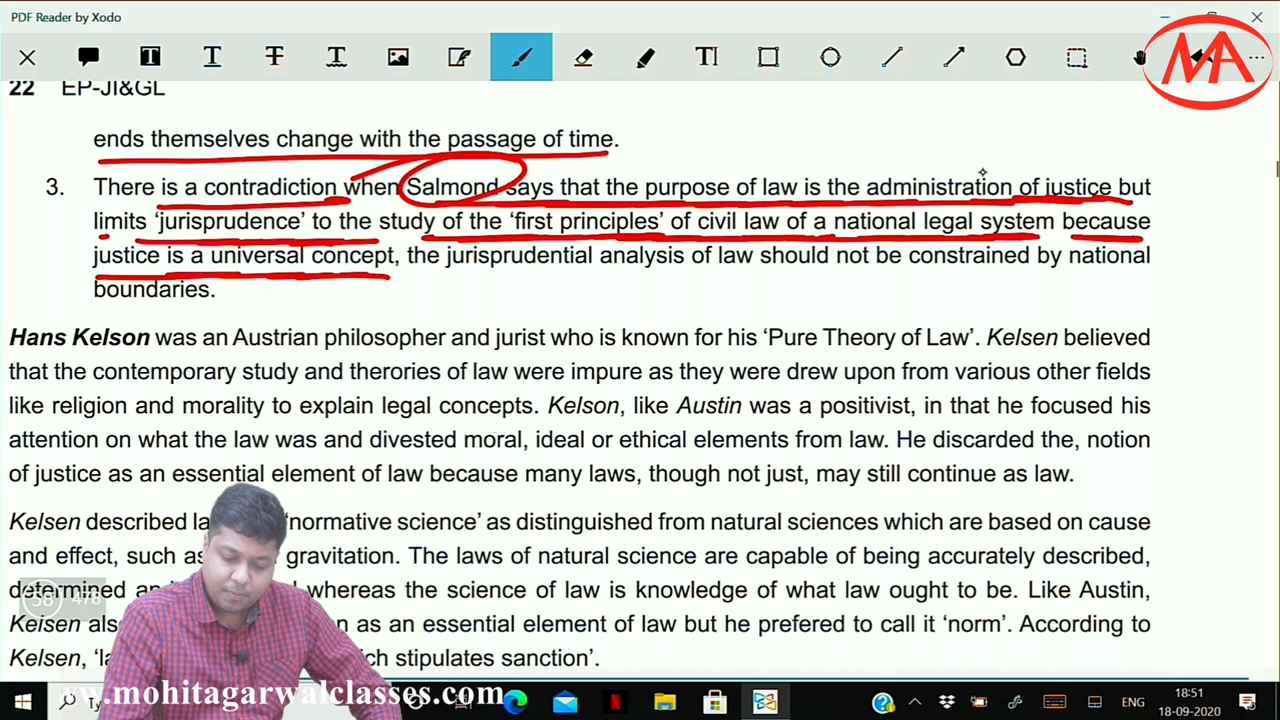 PDF Reader by Xodo
MA
22 EP-JI&GL
ends themselves change with the passage of time.
3. There is a contradiction when Salmond says that the purpose of law is the administration of justice but
limits ‘jurisprudence’ to the study of the ‘first principles’ of civil law of a national legal system because
justice is a universal concept, the jurisprudential analysis of law should not be constrained by national
boundaries.
Hans Kelson was an Austrian philosopher and jurist who is known for his ‘Pure Theory of Law’. Kelsen believed
that the contemporary study and therories of law were impure as they were drew upon from various other fields
like religion and morality to explain legal concepts. Kelson, like Austin was a positivist, in that he focused his
attention on what the law was and divested moral, ideal or ethical elements from law. He discarded the, notion
of justice as an essential element of law because many laws, though not just, may still continue as law.
Kelsen described ‘normative science’ as distinguished from natural sciences which are based on cause
and effect, such as gravitation. The laws of natural science are capable of being accurately described,
determined whereas the science of law is knowledge of what law ought to be. Like Austin,
Kelsen as an essential element of law but he preferred to call it ‘norm’. According to
Kelsen, stipulates sanction’.
58 478
www.mohitagarwalclasses.com
ENG
18:51
18-09-2020